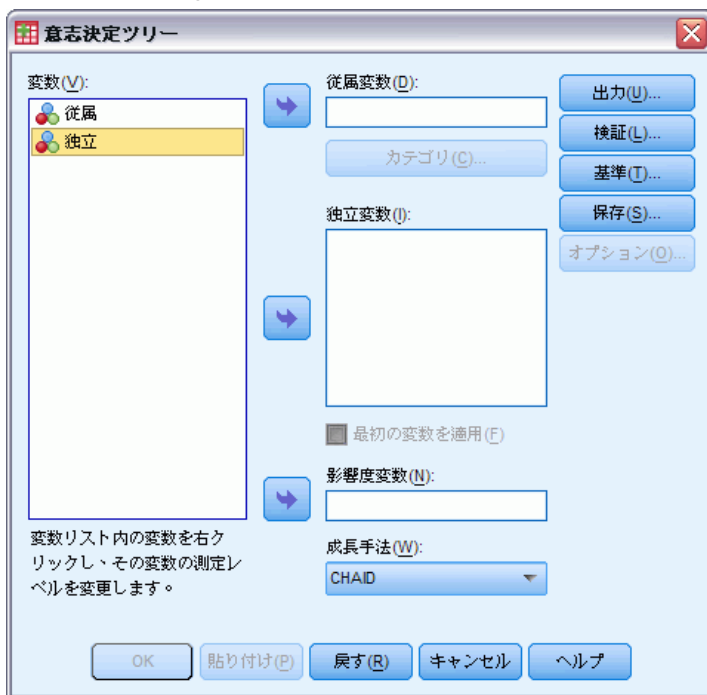 意志決定ツリー
変数(V):
従属
独立
変数リスト内の変数を右ク
リックし、その変数の測定レ
ベルを変更します。
従属変数(D):
カテゴリ(C)...
独立変数(I):
最初の変数を適用(F)
影響度変数(N):
成長手法(W):
CHAID
出力(U)...
検証(L)...
基準(T)...
保存(S)...
オプション(O)...
OK
貼り付け(P)
戻す(R)
キャンセル
ヘルプ